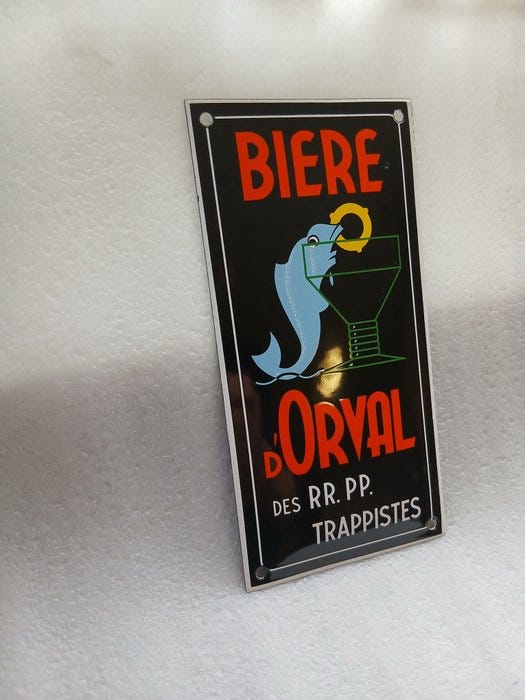 BIERE
D'ORVAL
DES RR. PP.
TRAPPISTES